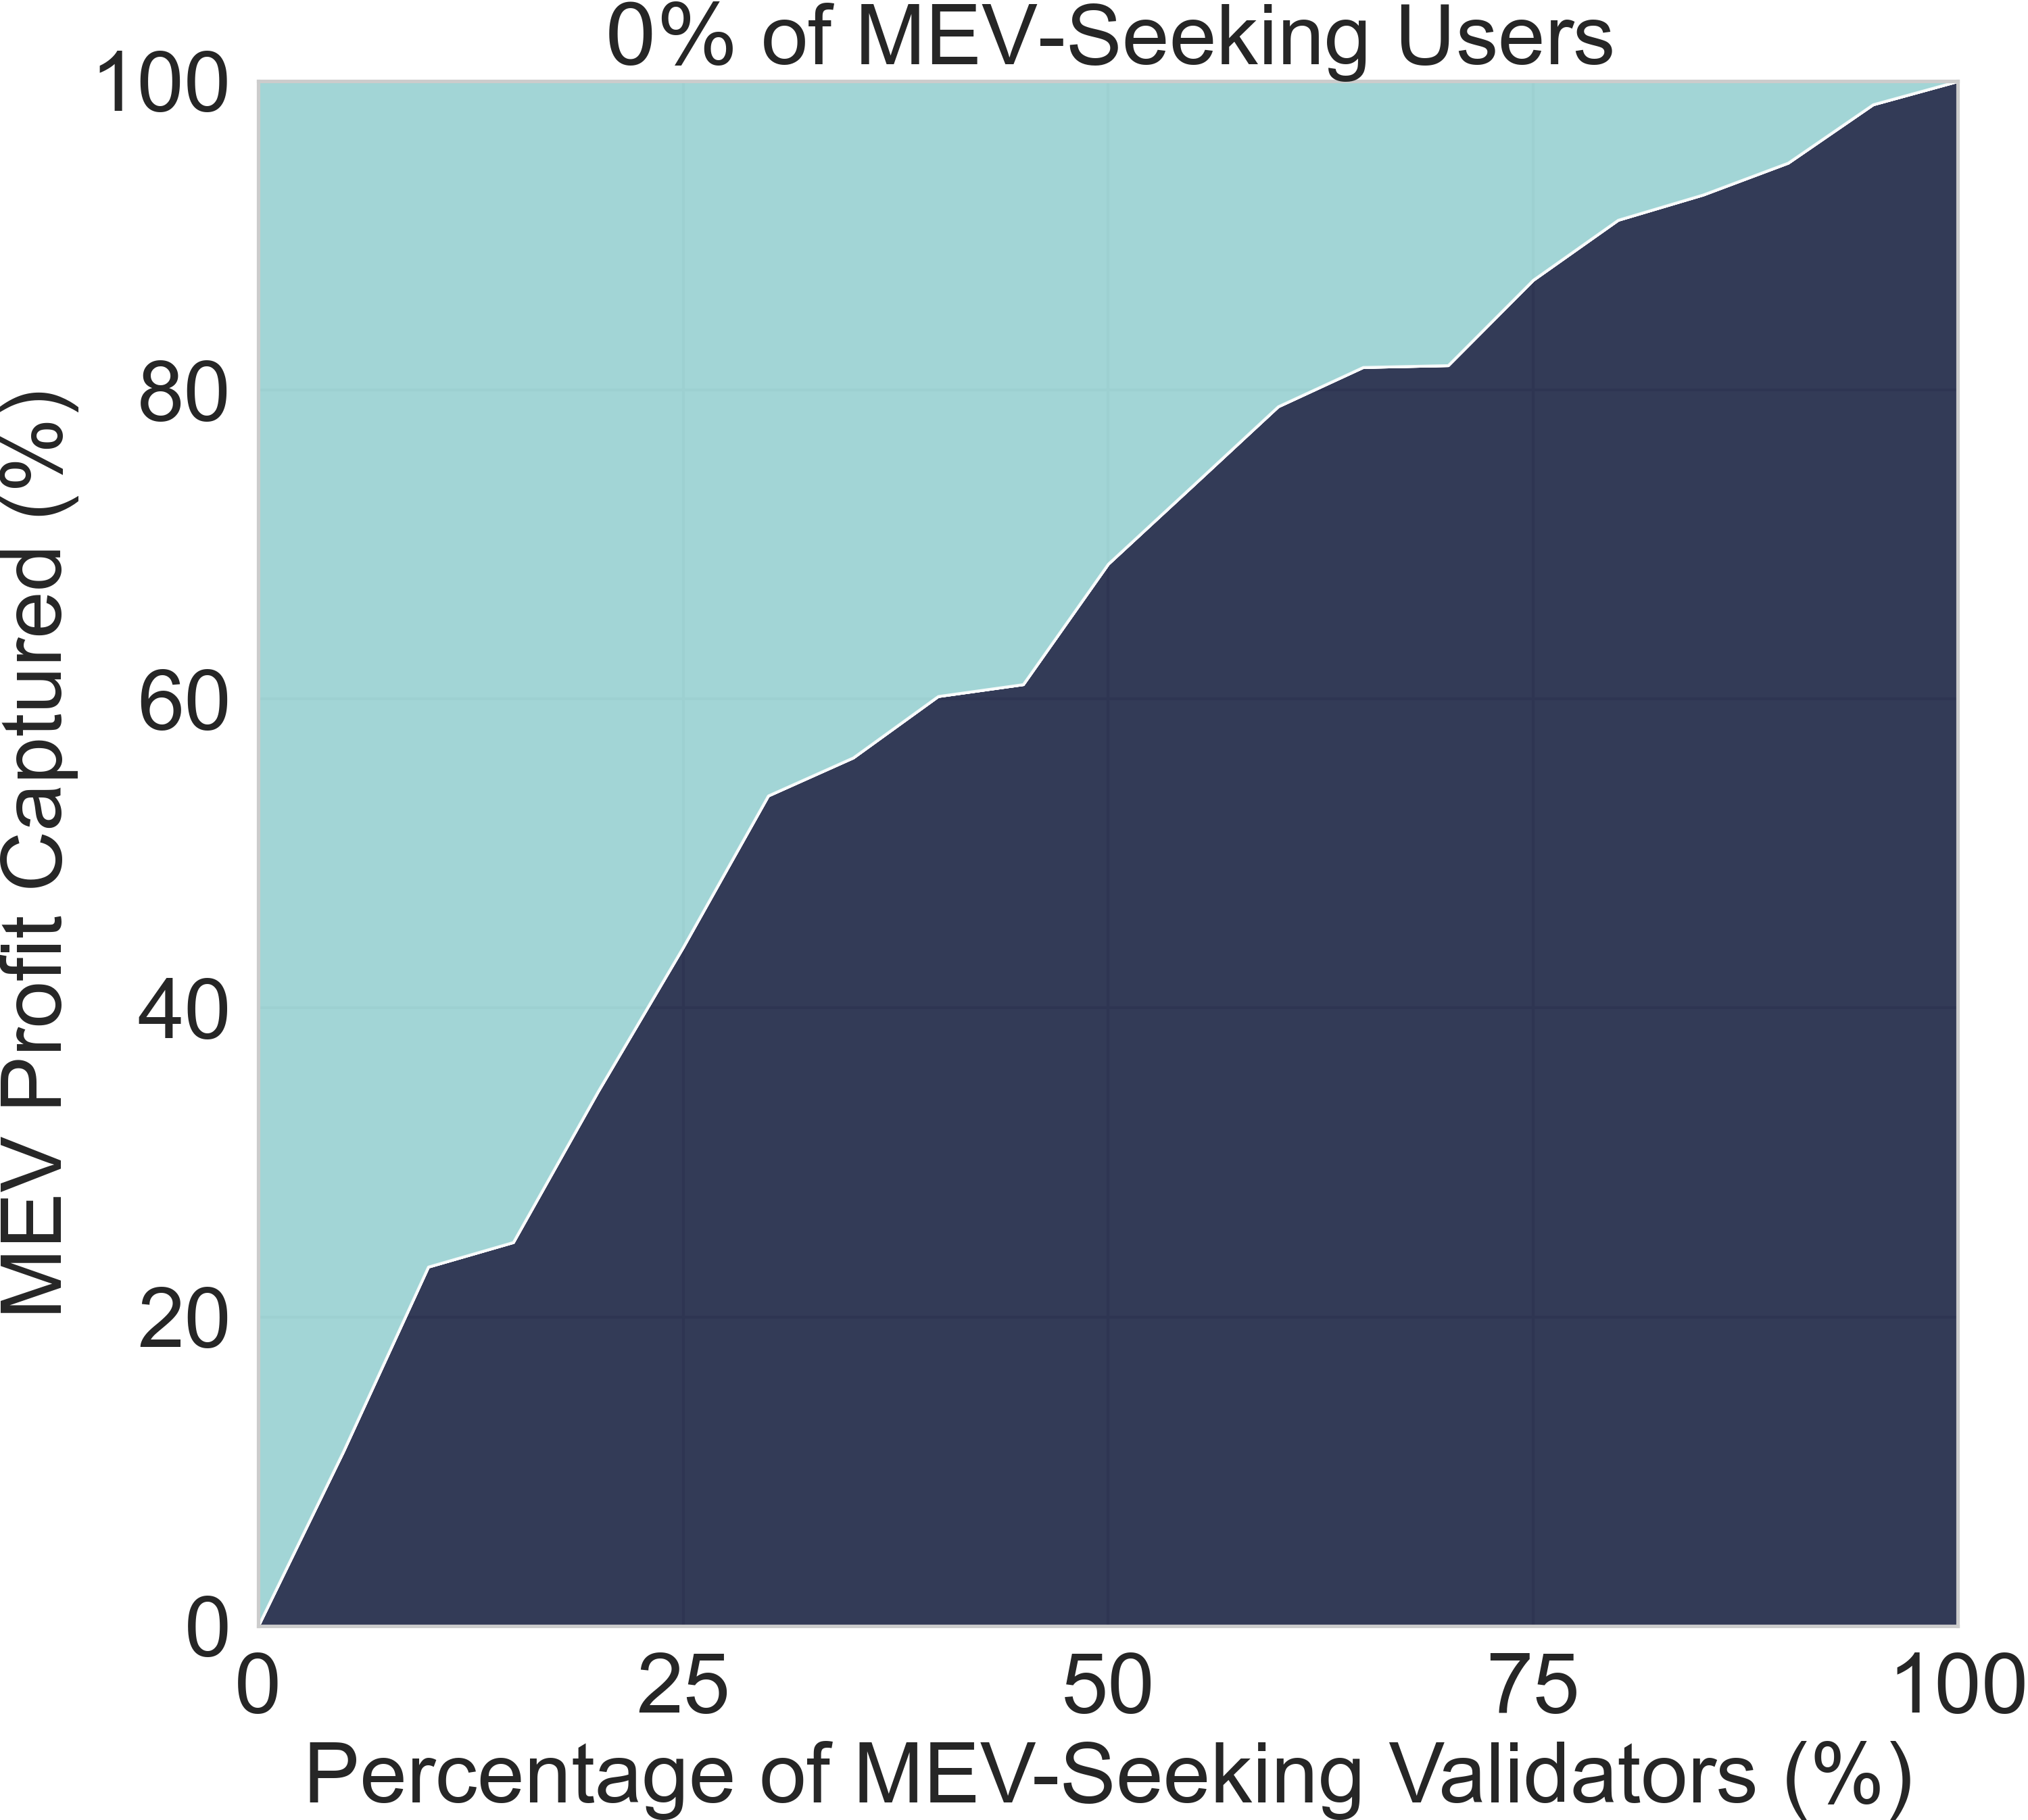 0% of MEV-Seeking Users
MEV Profit Captured (%)
100
80
60
40
20
0
0 25 50 75 100
Percentage of MEV-Seeking Validators (%)